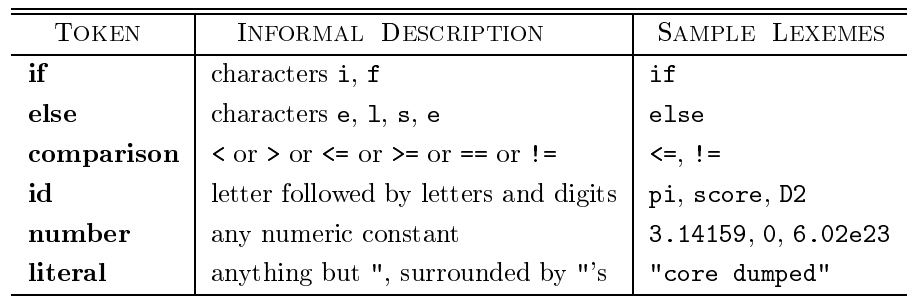 TOKEN INFORMAL DESCRIPTION SAMPLE LEXEMES
if characters i, f if
else characters e, l, s, e else
comparison < or > or <= or >= or == or != <=, !=
id letter followed by letters and digits pi, score, D2
number any numeric constant 3.14159, 0, 6.02e23
literal anything but ", surrounded by "'s "core dumped"